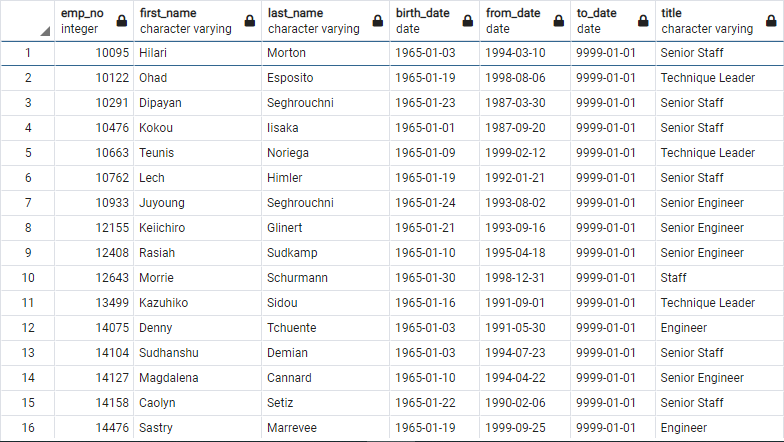 emp_no first_name last_name birth_date from_date to_date title
integer character varying character varying date date date character varying
1 10095 Hilari Morton 1965-01-03 1994-03-10 9999-01-01 Senior Staff
2 10122 Ohad Esposito 1965-01-19 1998-08-06 9999-01-01 Technique Leader
3 10291 Dipayan Seghrouchni 1965-01-23 1987-03-30 9999-01-01 Senior Staff
4 10476 Kokou Iisaka 1965-01-01 1987-09-20 9999-01-01 Senior Staff
5 10663 Teunis Noriega 1965-01-09 1999-02-12 9999-01-01 Technique Leader
6 10762 Lech Himler 1965-01-19 1992-01-21 9999-01-01 Senior Staff
7 10933 Juyoung Seghrouchni 1965-01-24 1993-08-02 9999-01-01 Senior Engineer
8 12155 Keiichiro Glinert 1965-01-21 1993-09-16 9999-01-01 Senior Engineer
9 12408 Rasiah Sudkamp 1965-01-10 1995-04-18 9999-01-01 Senior Engineer
10 12643 Morrie Schurmann 1965-01-30 1998-12-31 9999-01-01 Staff
11 13499 Kazuhiko Sidou 1965-01-16 1991-09-01 9999-01-01 Technique Leader
12 14075 Denny Tchuente 1965-01-03 1991-05-30 9999-01-01 Engineer
13 14104 Sudhanshu Demian 1965-01-03 1994-07-23 9999-01-01 Senior Staff
14 14127 Magdalena Cannard 1965-01-10 1994-04-22 9999-01-01 Senior Engineer
15 14158 Caolyn Setiz 1965-01-22 1990-02-06 9999-01-01 Senior Staff
16 14476 Sastry Marrevee 1965-01-19 1999-09-25 9999-01-01 Engineer